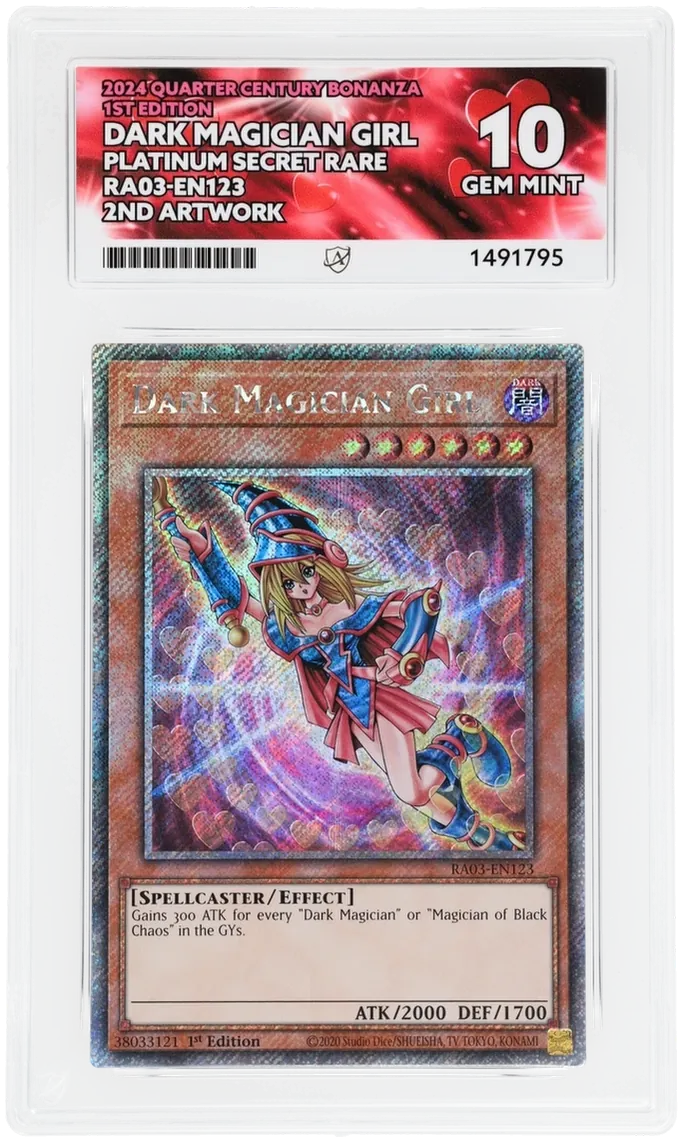 2024 QUARTER CENTURY BONANZA
1ST EDITION
DARK MAGICIAN GIRL
PLATINUM SECRET RARE
RA03-EN123
2ND ARTWORK
10
GEM MINT
1491795
DARK MAGICIAN GIRL
DARK
闇
RA03-EN123
[SPELLCASTER/EFFECT]
Gains 300 ATK for every "Dark Magician" or "Magician of Black
Chaos" in the GYs.
ATK/2000 DEF/1700
38033121 1st Edition ©2020 Studio Dice/SHUEISHA, TV TOKYO, KONAMI